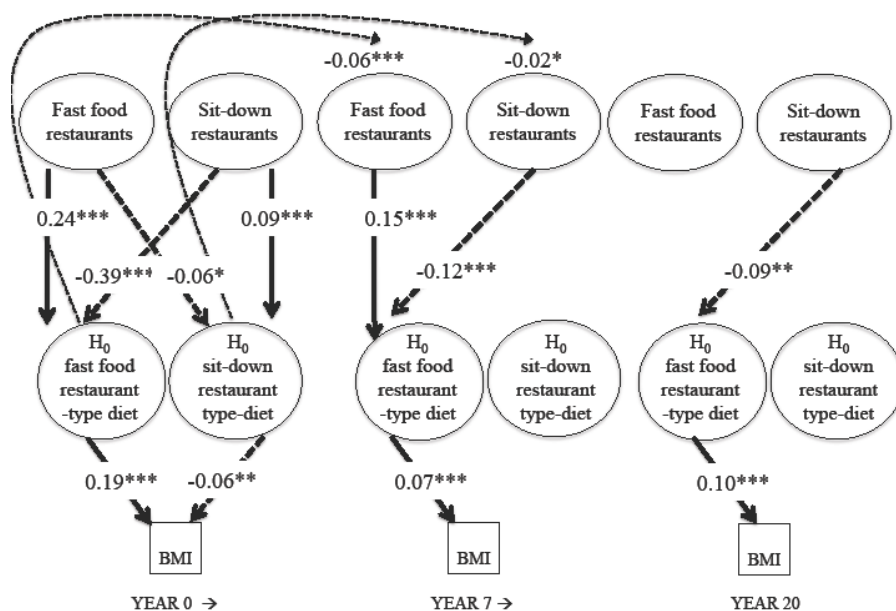 -0.06*** -0.02*
Fast food
restaurants
Sit-down
restaurants
Fast food
restaurants
Sit-down
restaurants
Fast food
restaurants
Sit-down
restaurants
0.24*** 0.09*** 0.15***
-0.39*** -0.06* -0.12*** -0.09**
H₀
fast food
restaurant
-type diet
H₀
sit-down
restaurant
type-diet
H₀
fast food
restaurant
-type diet
H₀
sit-down
restaurant
type-diet
H₀
fast food
restaurant
-type diet
H₀
sit-down
restaurant
type-diet
0.19*** -0.06** 0.07*** 0.10***
BMI BMI BMI
YEAR 0 → YEAR 7 → YEAR 20